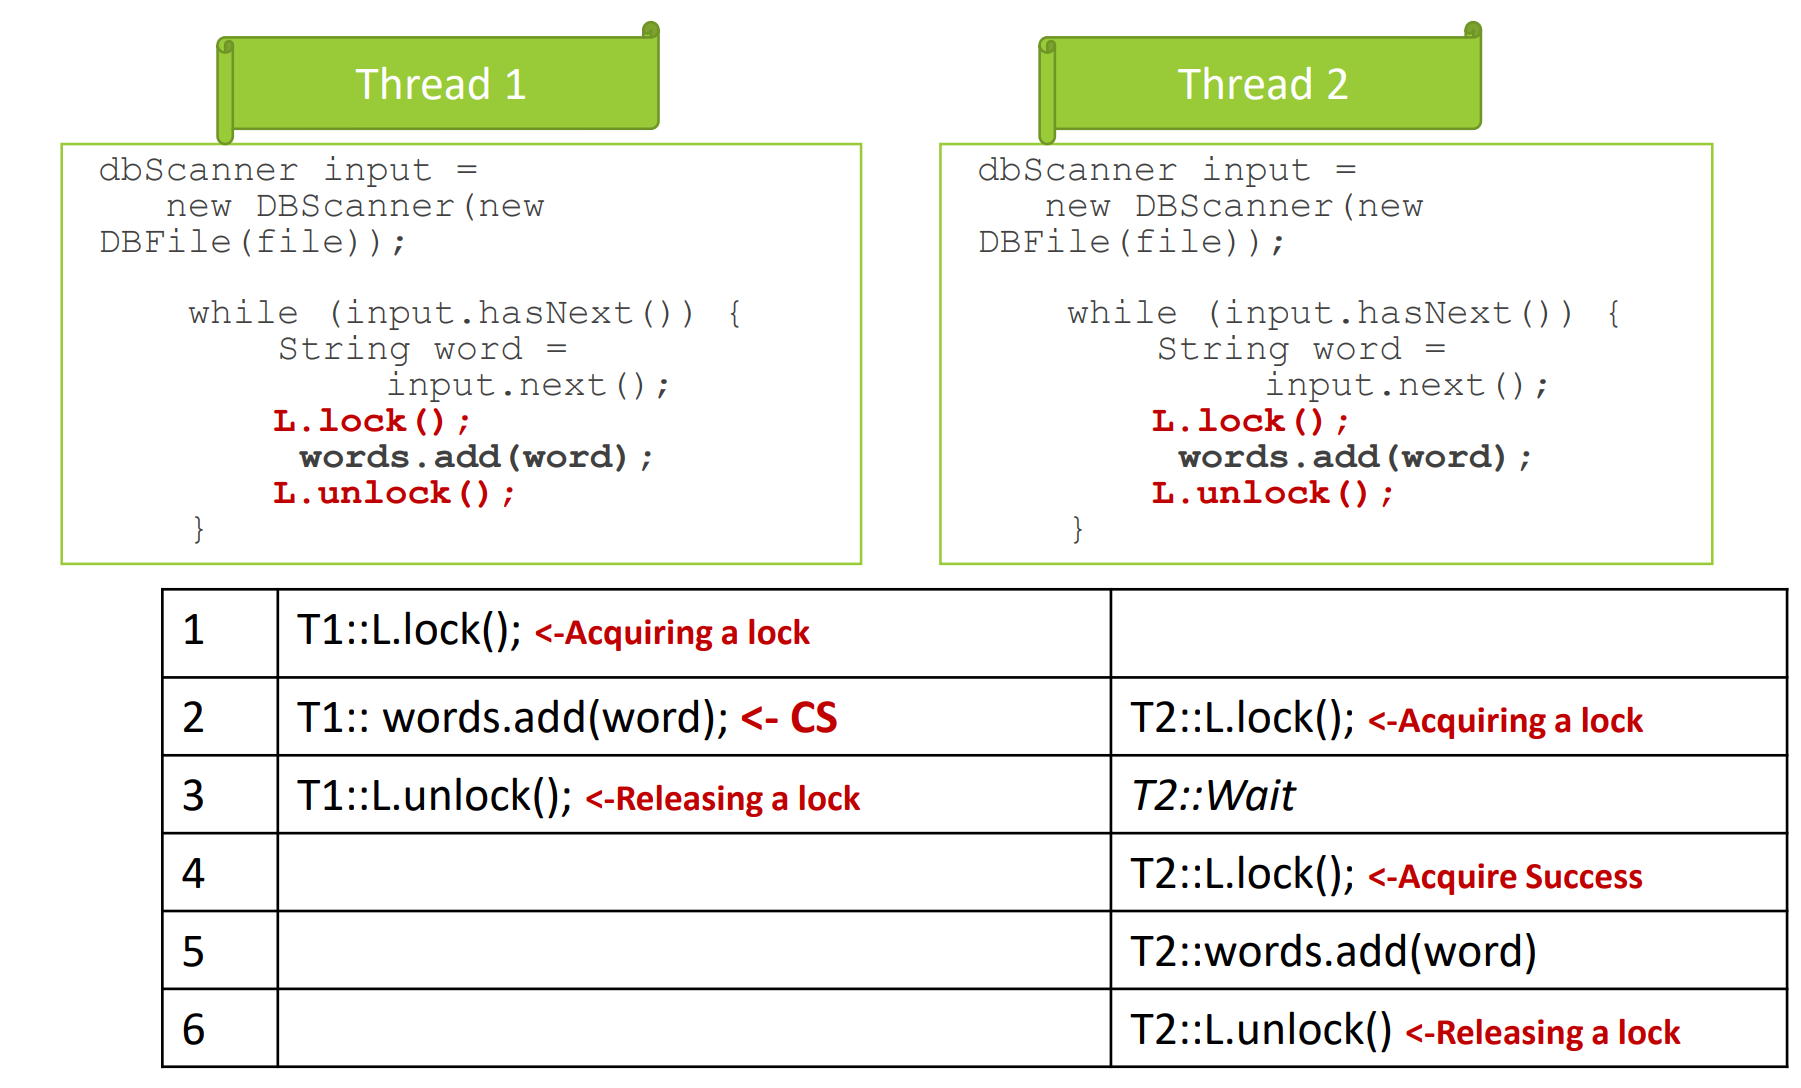 Thread 1
dbScanner input =
new DBScanner(new
DBFile(file));
while (input.hasNext()) {
String word =
input.next();
L.lock();
words.add(word);
L.unlock();
}
Thread 2
dbScanner input =
new DBScanner(new
DBFile(file));
while (input.hasNext()) {
String word =
input.next();
L.lock();
words.add(word);
L.unlock();
}
1 T1::L.lock(); <-Acquiring a lock
2 T1:: words.add(word); <- CS T2::L.lock(); <-Acquiring a lock
3 T1::L.unlock(); <-Releasing a lock T2::Wait
4 T2::L.lock(); <-Acquire Success
5 T2::words.add(word)
6 T2::L.unlock() <-Releasing a lock